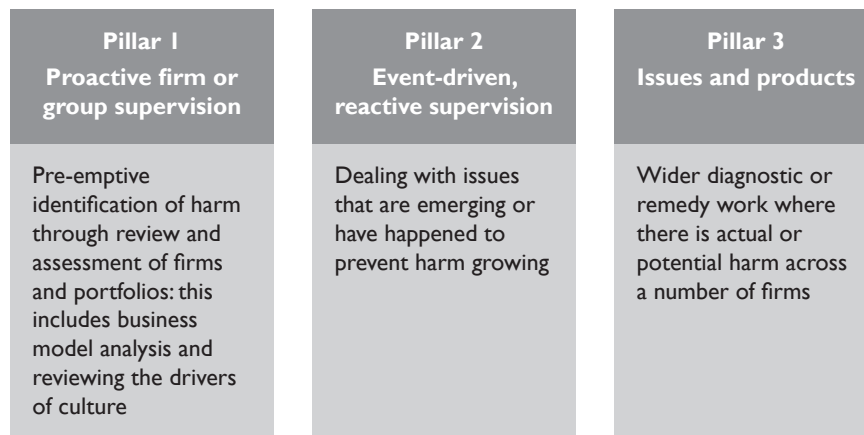 Pillar 1
Proactive firm or
group supervision
Pre-emptive
identification of harm
through review and
assessment of firms
and portfolios: this
includes business
model analysis and
reviewing the drivers
of culture
Pillar 2
Event-driven,
reactive supervision
Dealing with issues
that are emerging or
have happened to
prevent harm growing
Pillar 3
Issues and products
Wider diagnostic or
remedy work where
there is actual or
potential harm across
a number of firms